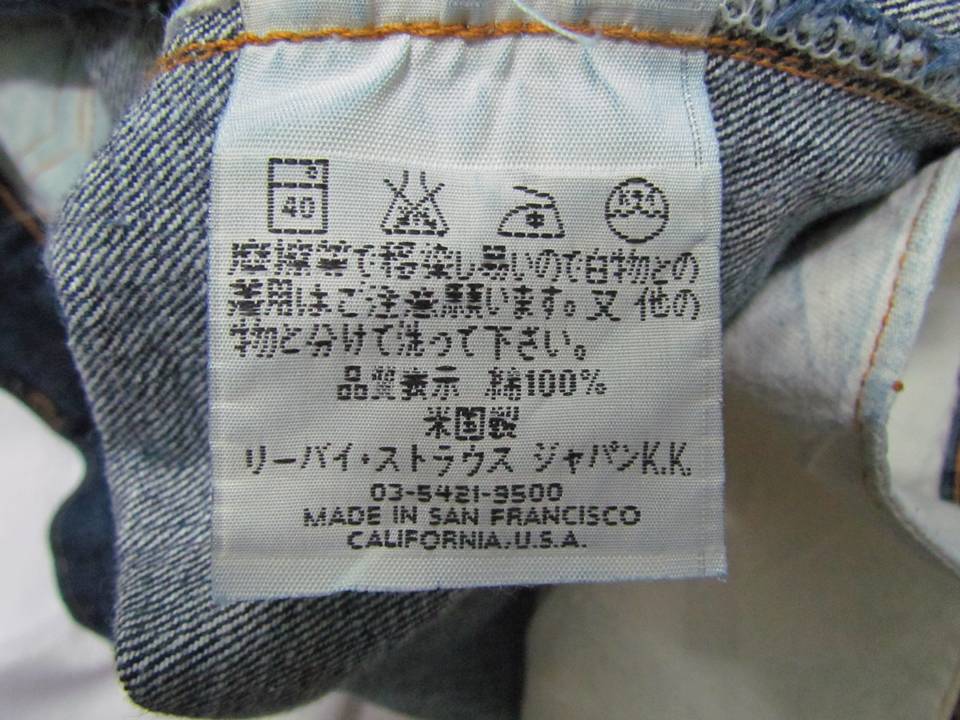 40
摩擦等で移染し易いので白物との
着用はご注意願います。又 他の
物と分けて洗って下さい。
品質表示 綿100%
米国製
リーバイ・ストラウス ジャパンK.K.
03-5421-9500
MADE IN SAN FRANCISCO
CALIFORNIA.U.S.A.